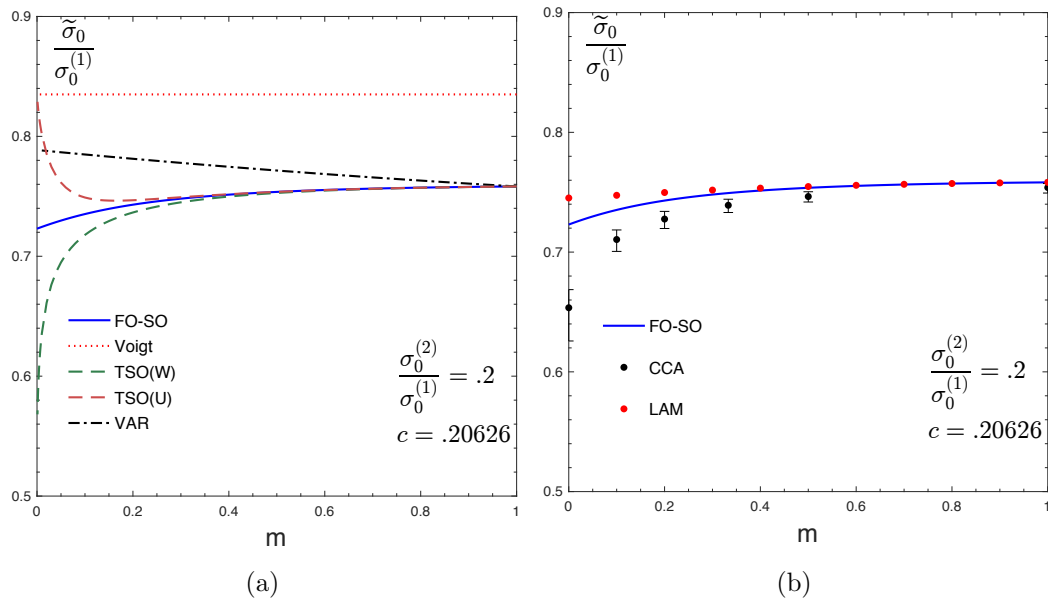 0.9
σ̃₀
σ₀⁽¹⁾
0.8
0.7
0.6
0.5
FO-SO
Voigt
TSO(W)
TSO(U)
VAR
σ₀⁽²⁾
σ₀⁽¹⁾ = .2
c = .20626
0 0.2 0.4 0.6 0.8 1
m
(a)
0.9
σ̃₀
σ₀⁽¹⁾
0.8
0.7
0.6
0.5
FO-SO
CCA
LAM
σ₀⁽²⁾
σ₀⁽¹⁾ = .2
c = .20626
0 0.2 0.4 0.6 0.8 1
m
(b)